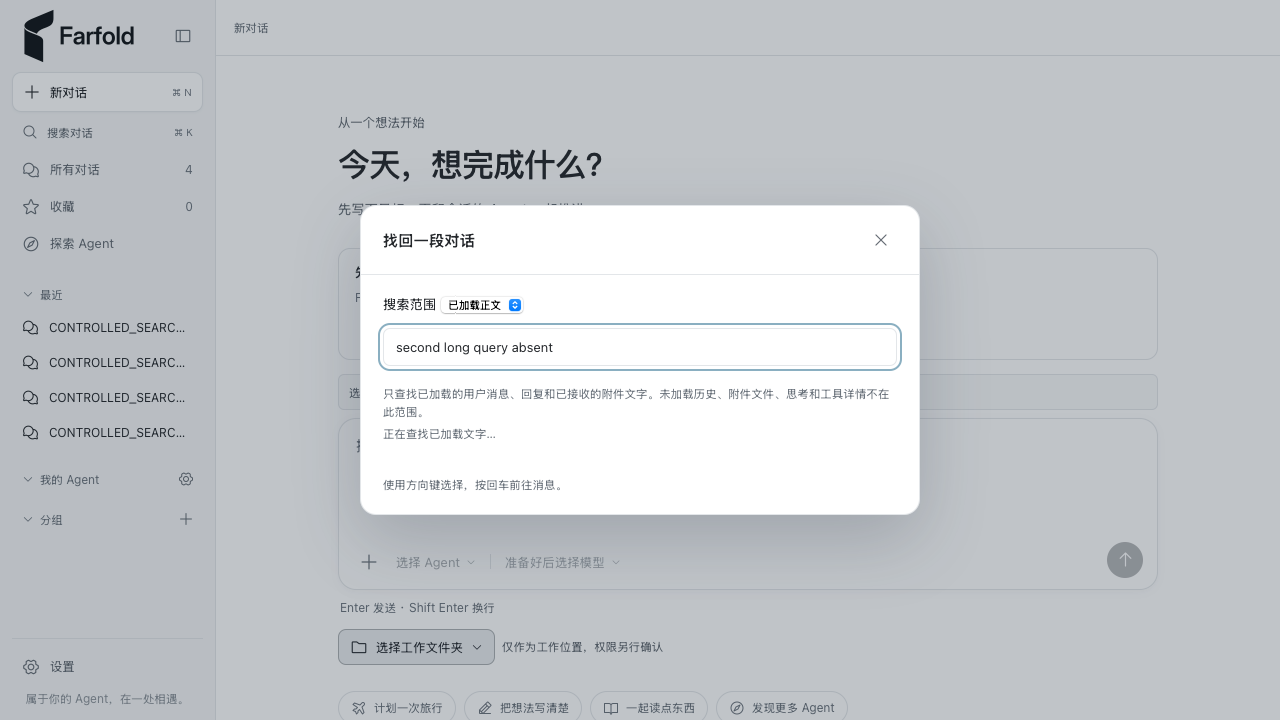 Farfold
新对话
⌘ N
搜索对话
⌘ K
所有对话
4
收藏
0
探索 Agent
最近
CONTROLLED_SEARC...
CONTROLLED_SEARC...
CONTROLLED_SEARC...
CONTROLLED_SEARC...
我的 Agent
分组
设置
属于你的 Agent，在一处相遇。
新对话
从一个想法开始
今天，想完成什么？
找回一段对话
搜索范围
已加载正文
second long query absent
只查找已加载的用户消息、回复和已接收的附件文字。未加载历史、附件文件、思考和工具详情不在
此范围。
正在查找已加载文字...
使用方向键选择，按回车前往消息。
选择 Agent
准备好后选择模型
Enter 发送 · Shift Enter 换行
选择工作文件夹
仅作为工作位置，权限另行确认
计划一次旅行
把想法写清楚
一起读点东西
发现更多 Agent